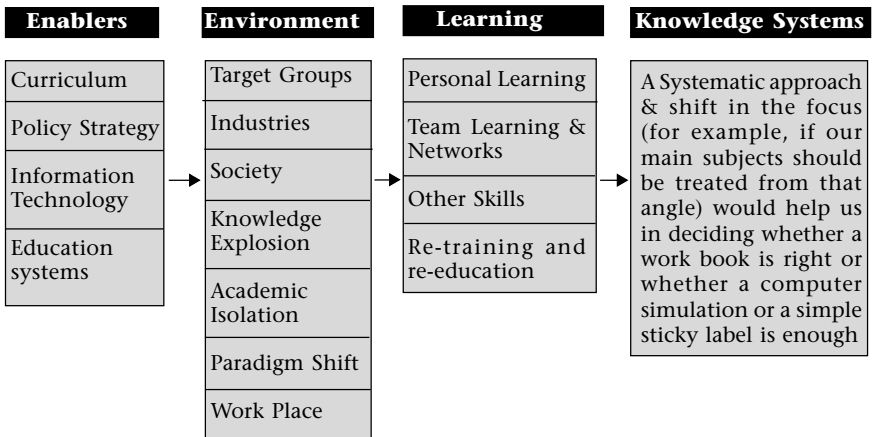 Enablers
Curriculum
Policy Strategy
Information
Technology
Education
systems
Environment
Target Groups
Industries
Society
Knowledge
Explosion
Academic
Isolation
Paradigm Shift
Work Place
Learning
Personal Learning
Team Learning &
Networks
Other Skills
Re-training and
re-education
Knowledge Systems
A Systematic approach
& shift in the focus
(for example, if our
main subjects should
be treated from that
angle) would help us
in deciding whether a
work book is right or
whether a computer
simulation or a simple
sticky label is enough